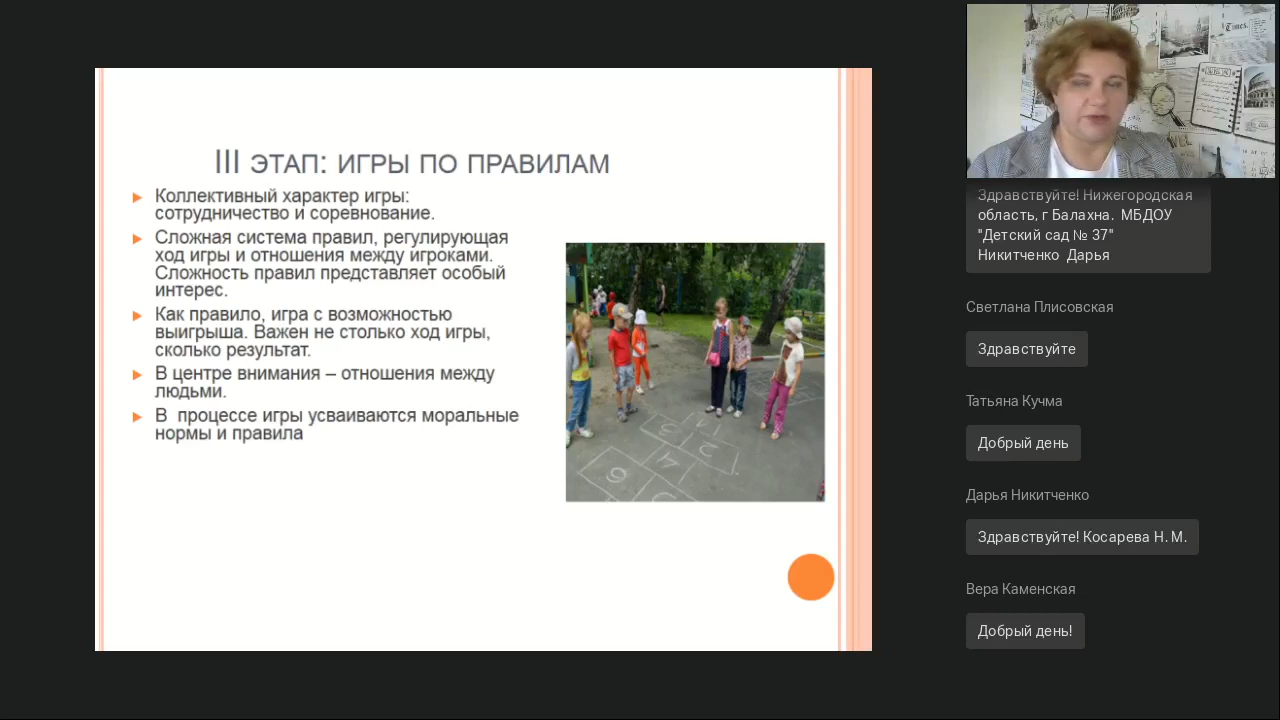 III ЭТАП: ИГРЫ ПО ПРАВИЛАМ
Коллективный характер игры:
сотрудничество и соревнование.
Сложная система правил, регулирующая
ход игры и отношения между игроками.
Сложность правил представляет особый
интерес.
Как правило, игра с возможностью
выигрыша. Важен не столько ход игры,
сколько результат.
В центре внимания – отношения между
людьми.
В  процессе игры усваиваются моральные
нормы и правила
Здравствуйте! Нижегородская
область, г Балахна.  МБДОУ
"Детский сад № 37"
Никитченко  Дарья
Светлана Плисовская
Здравствуйте
Татьяна Кучма
Добрый день
Дарья Никитченко
Здравствуйте! Косарева Н. М.
Вера Каменская
Добрый день!